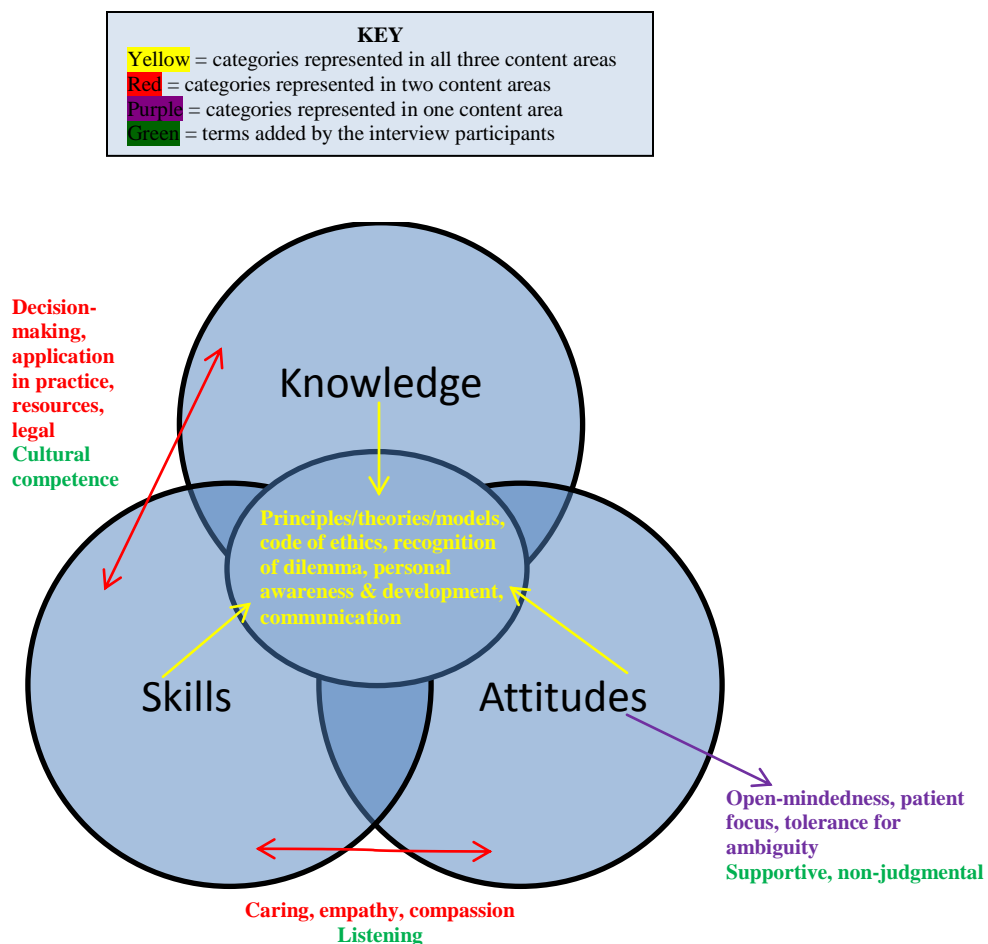 KEY
Yellow = categories represented in all three content areas
Red = categories represented in two content areas
Purple = categories represented in one content area
Green = terms added by the interview participants
Decision-
making,
application
in practice,
resources,
legal
Cultural
competence
Knowledge
Principles/theories/models,
code of ethics, recognition
of dilemma, personal
awareness & development,
communication
Skills
Attitudes
Open-mindedness, patient
focus, tolerance for
ambiguity
Supportive, non-judgmental
Caring, empathy, compassion
Listening